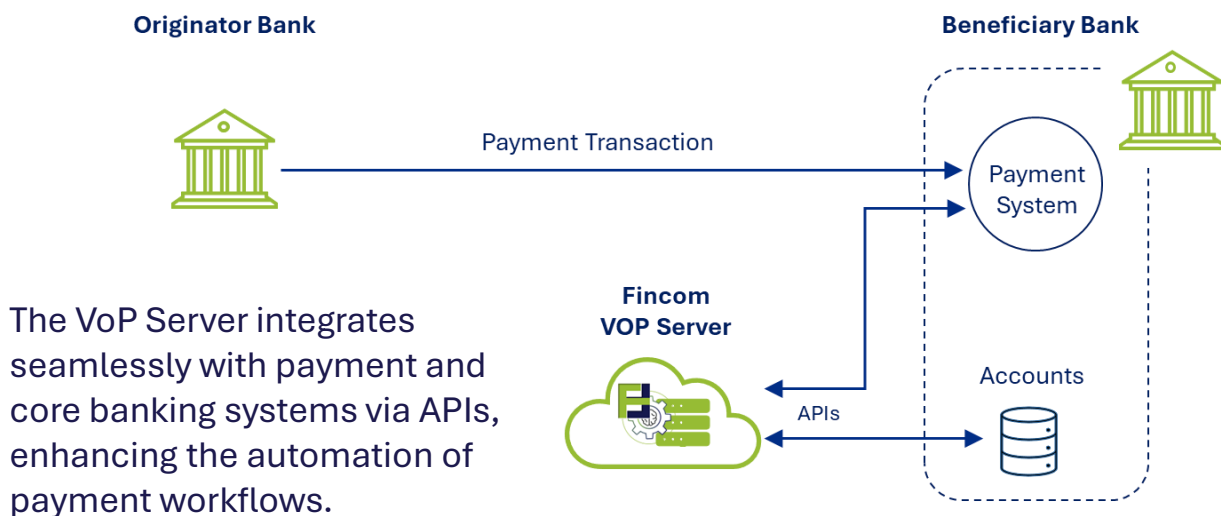 Originator Bank
Beneficiary Bank
Payment Transaction
Payment
System
Fincom
VOP Server
The VoP Server integrates
seamlessly with payment and
core banking systems via APIs,
enhancing the automation of
payment workflows.
APIs
Accounts